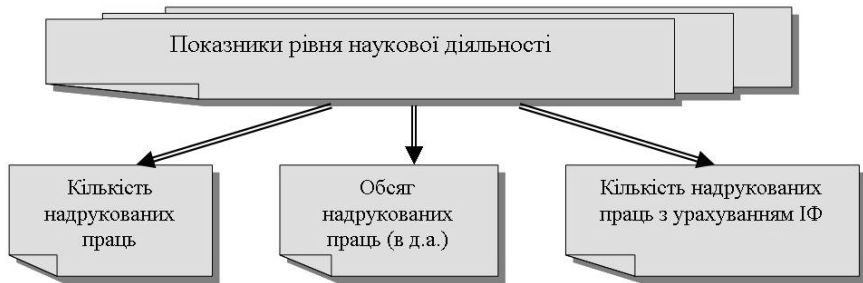 Показники рівня наукової діяльності
Кількість
надрукованих
праць
Обсяг
надрукованих
праць (в д.а.)
Кількість надрукованих
праць з урахуванням ІФ